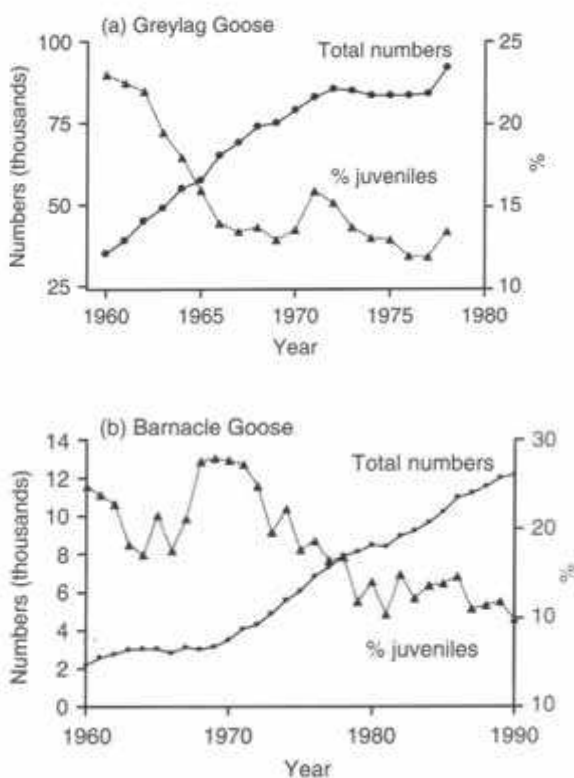 (a) Greylag Goose
Total numbers
% juveniles
100
75
50
25
Numbers (thousands)
25
20
15
10
%
1960 1965 1970 1975 1980
Year
(b) Barnacle Goose
Total numbers
% juveniles
14
12
10
8
6
4
2
0
Numbers (thousands)
30
20
10
10
%
1960 1970 1980 1990
Year